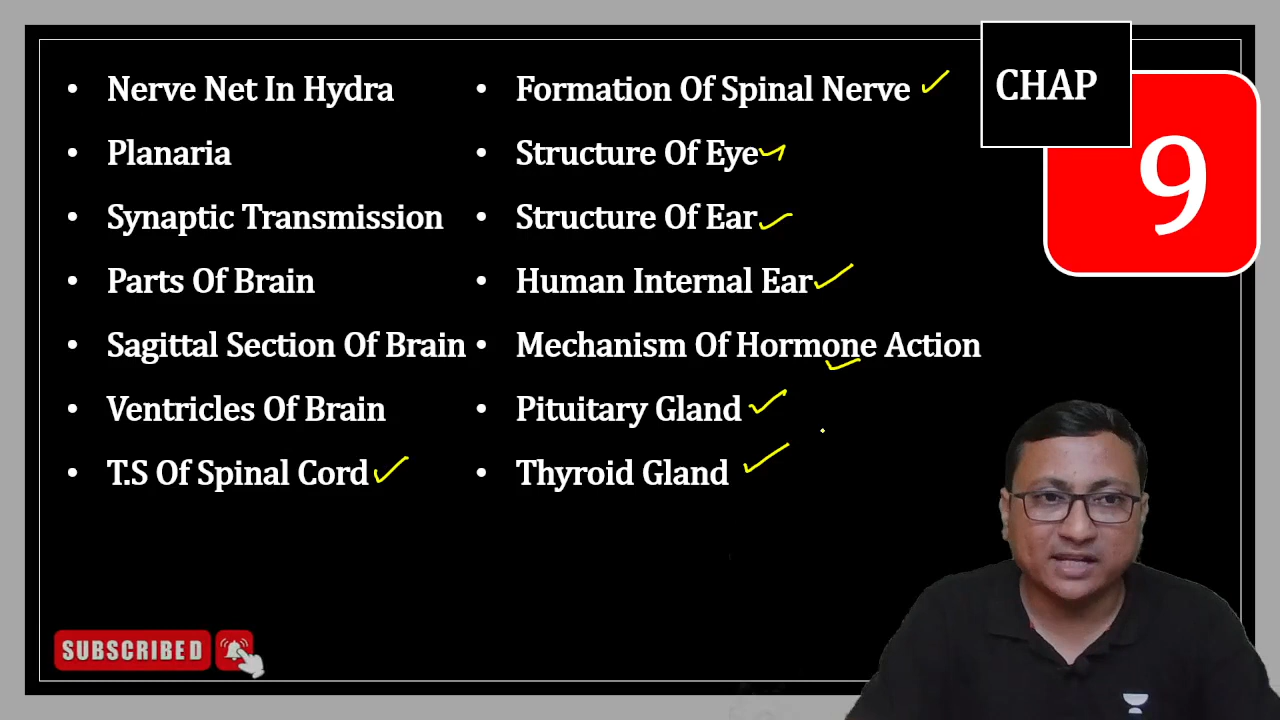 Nerve Net In Hydra
Planaria
Synaptic Transmission
Parts Of Brain
Sagittal Section Of Brain
Ventricles Of Brain
T.S Of Spinal Cord
Formation Of Spinal Nerve
Structure Of Eye
Structure Of Ear
Human Internal Ear
Mechanism Of Hormone Action
Pituitary Gland
Thyroid Gland
CHAP
9
SUBSCRIBED